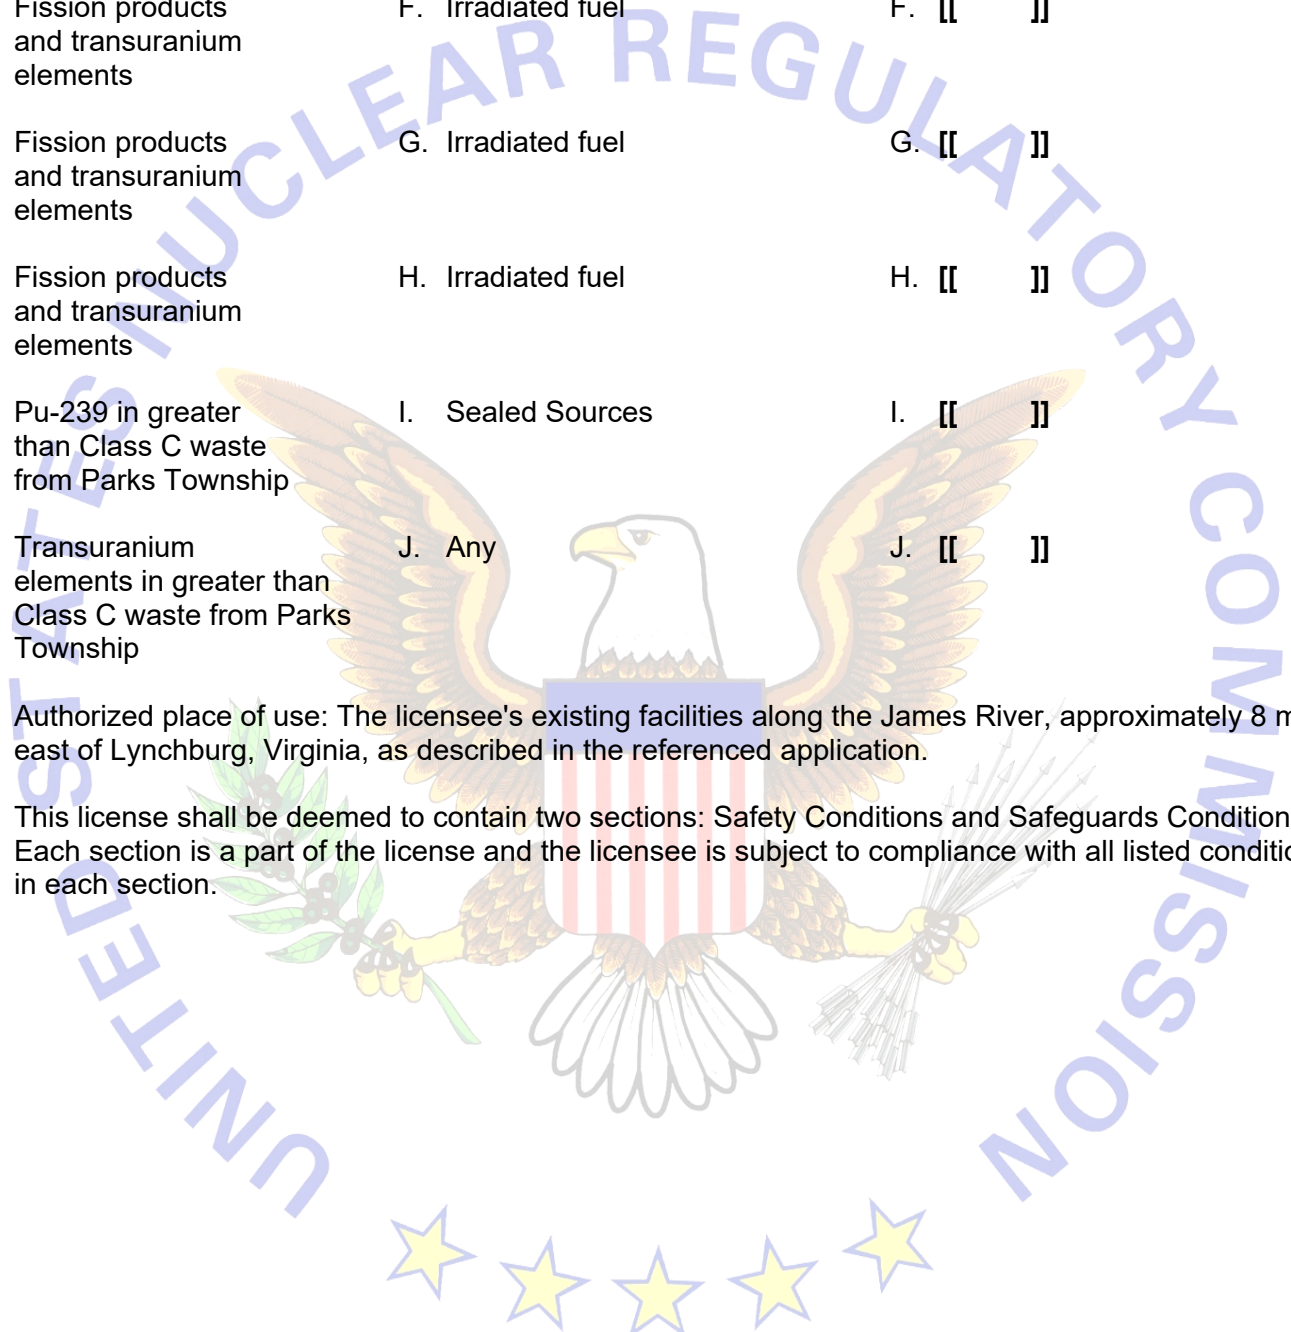 Fission products F. Irradiated fuel F. [[ ]]
and transuranium
elements
Fission products G. Irradiated fuel G. [[ ]]
and transuranium
elements
Fission products H. Irradiated fuel H. [[ ]]
and transuranium
elements
Pu-239 in greater I. Sealed Sources I. [[ ]]
than Class C waste
from Parks Township
Transuranium J. Any J. [[ ]]
elements in greater than
Class C waste from Parks
Township
Authorized place of use: The licensee's existing facilities along the James River, approximately 8 m
east of Lynchburg, Virginia, as described in the referenced application.
This license shall be deemed to contain two sections: Safety Conditions and Safeguards Condition
Each section is a part of the license and the licensee is subject to compliance with all listed conditio
in each section.
UNITED STATES NUCLEAR REGULATORY COMMISSION